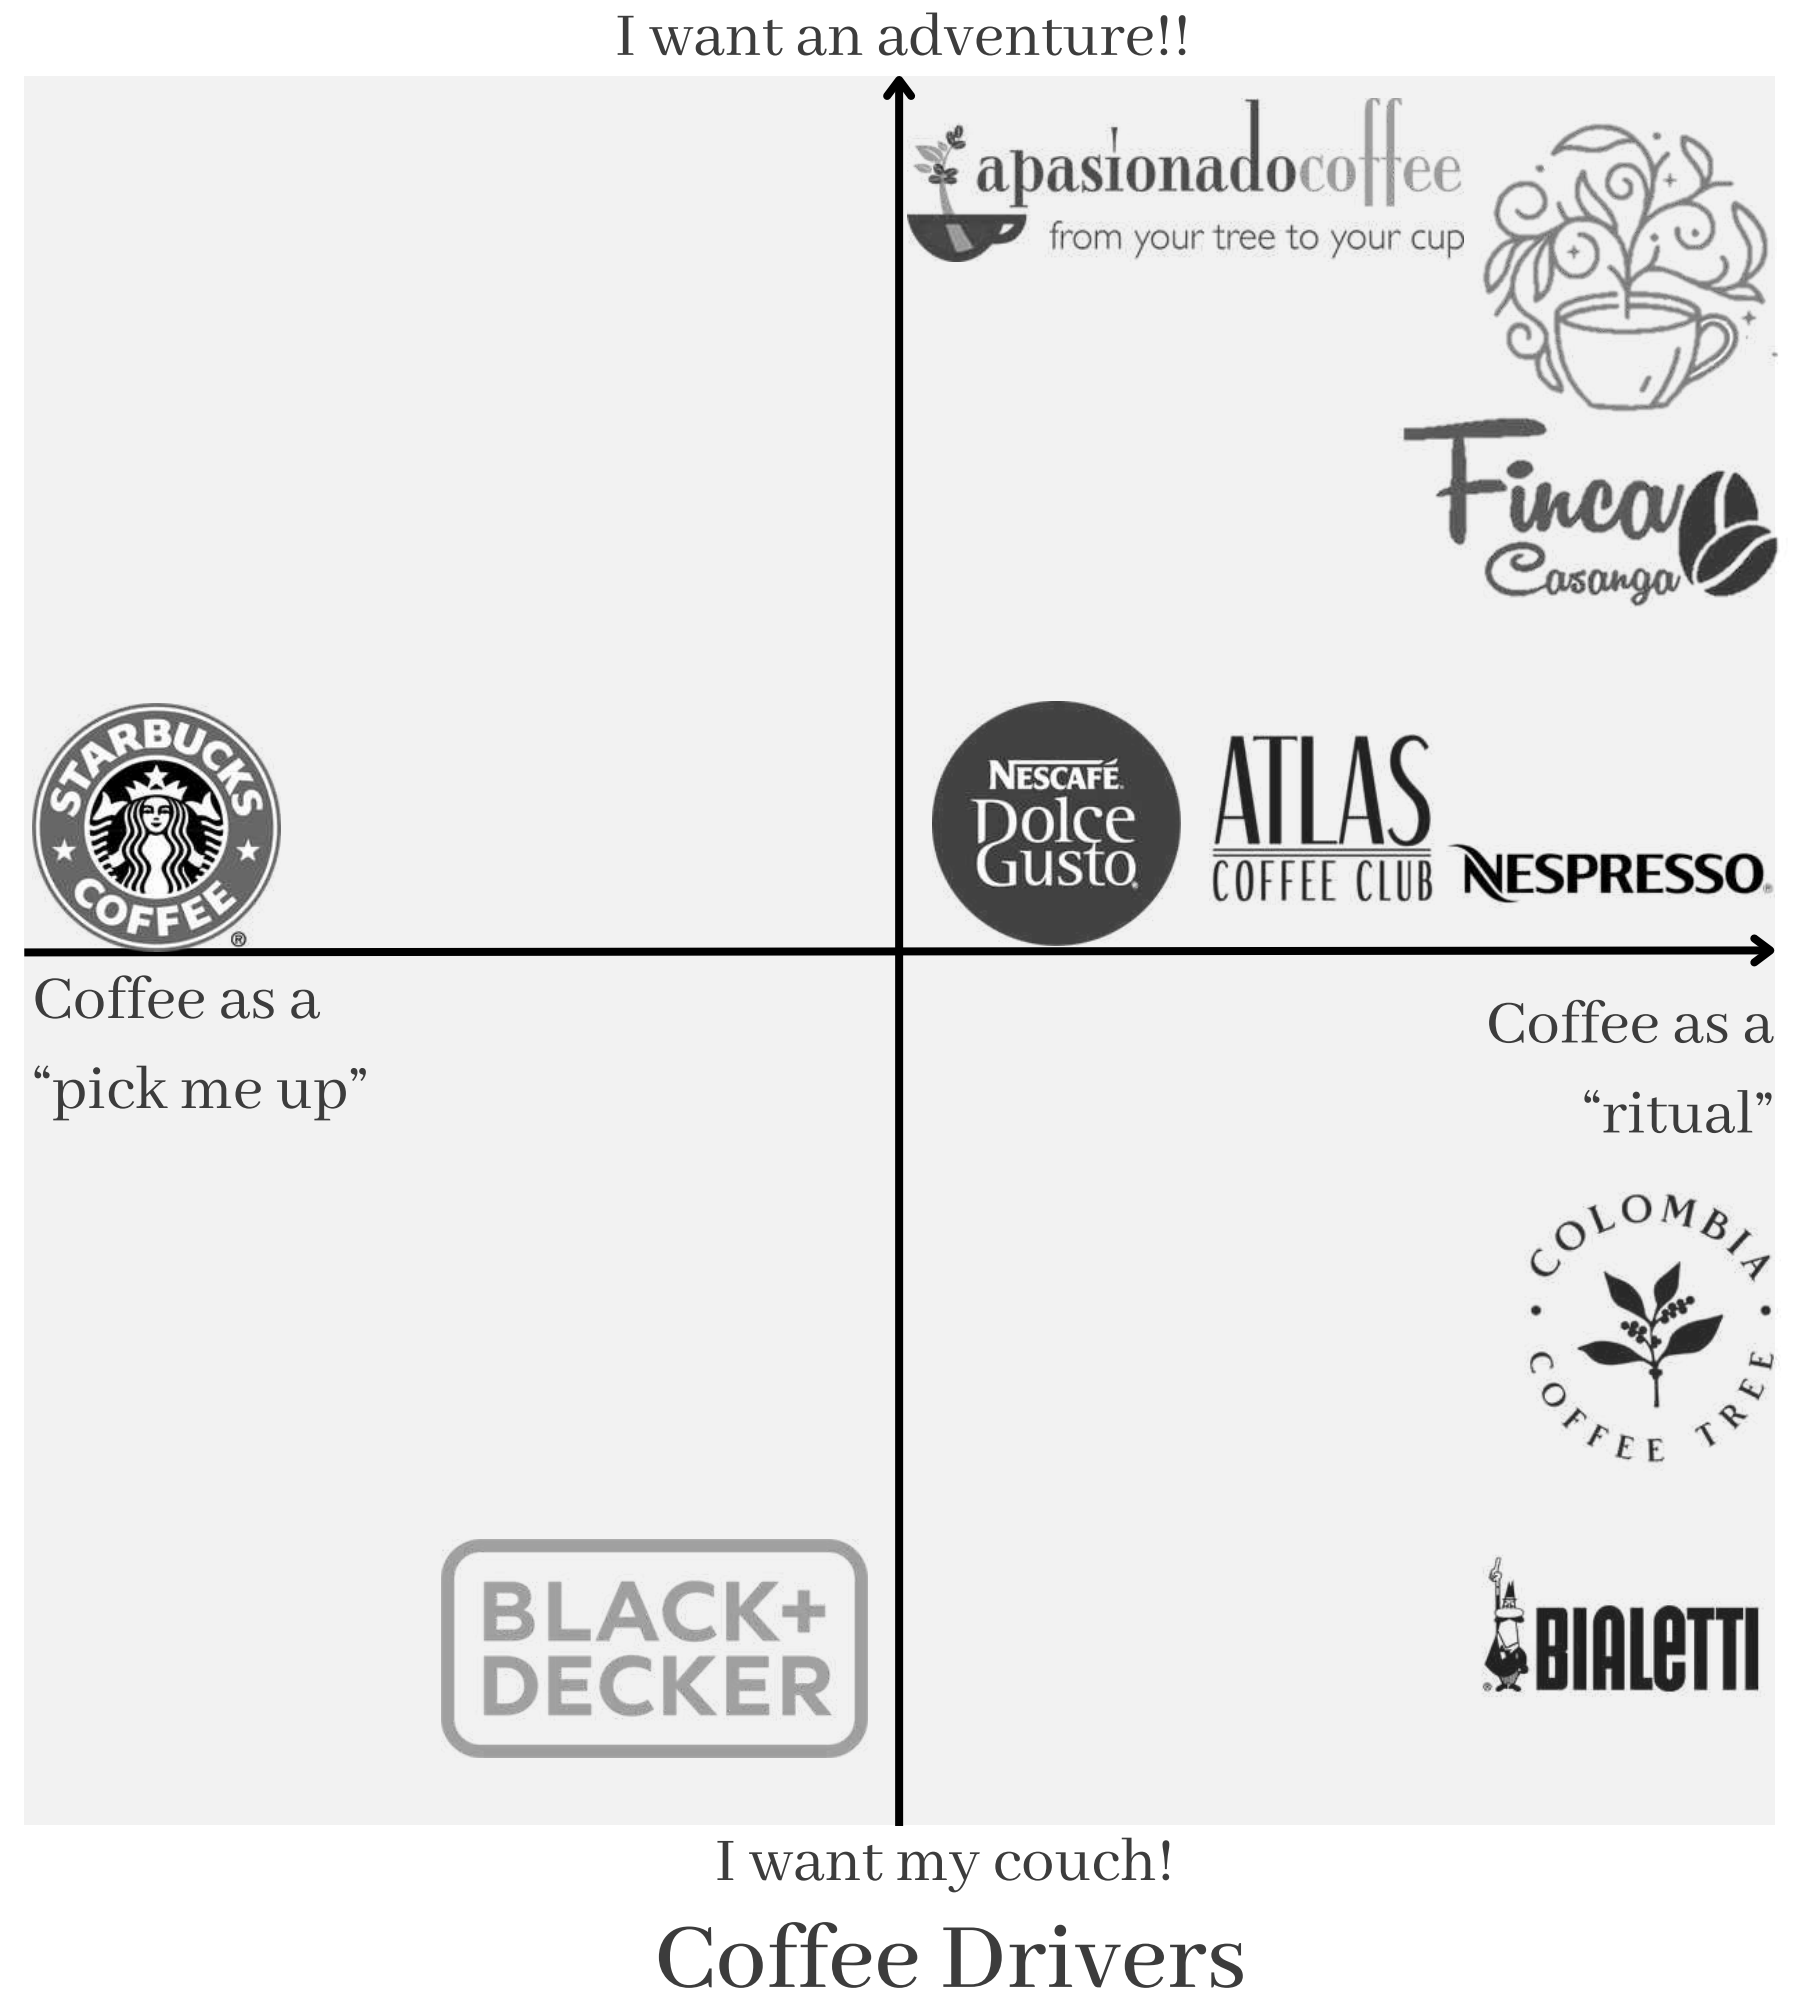 I want an adventure!!
apasionadocoffee
from your tree to your cup
Finca
Casanga
STARBUCKS
COFFEE
®
NESCAFÉ®
Dolce
Gusto®
ATLAS
COFFEE CLUB
NESPRESSO®
Coffee as a
“pick me up”
Coffee as a
“ritual”
COLOMBIA
COFFEE TREE
BLACK+
DECKER
® BIALETTI
I want my couch!
Coffee Drivers